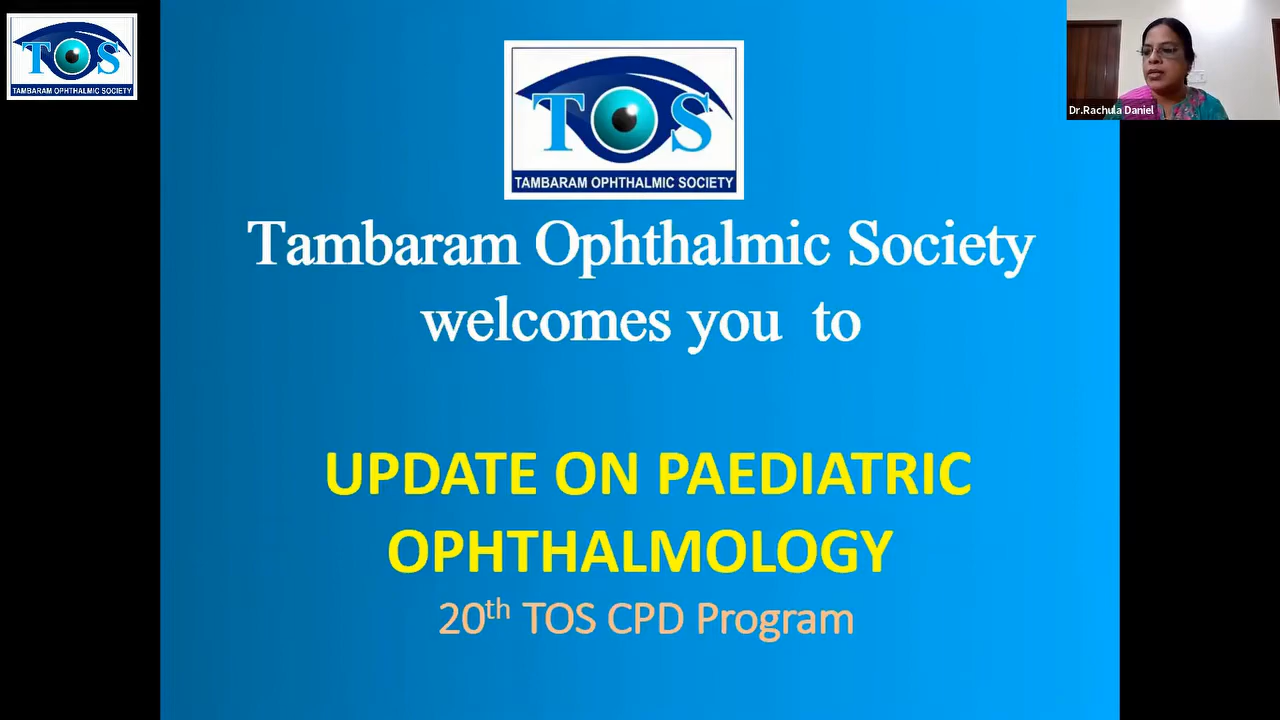 TOS
TAMBARAM OPHTHALMIC SOCIETY
Dr.Rachula Daniel
TOS
TAMBARAM OPHTHALMIC SOCIETY
Tambaram Ophthalmic Society
welcomes you to
UPDATE ON PAEDIATRIC
OPHTHALMOLOGY
20th TOS CPD Program